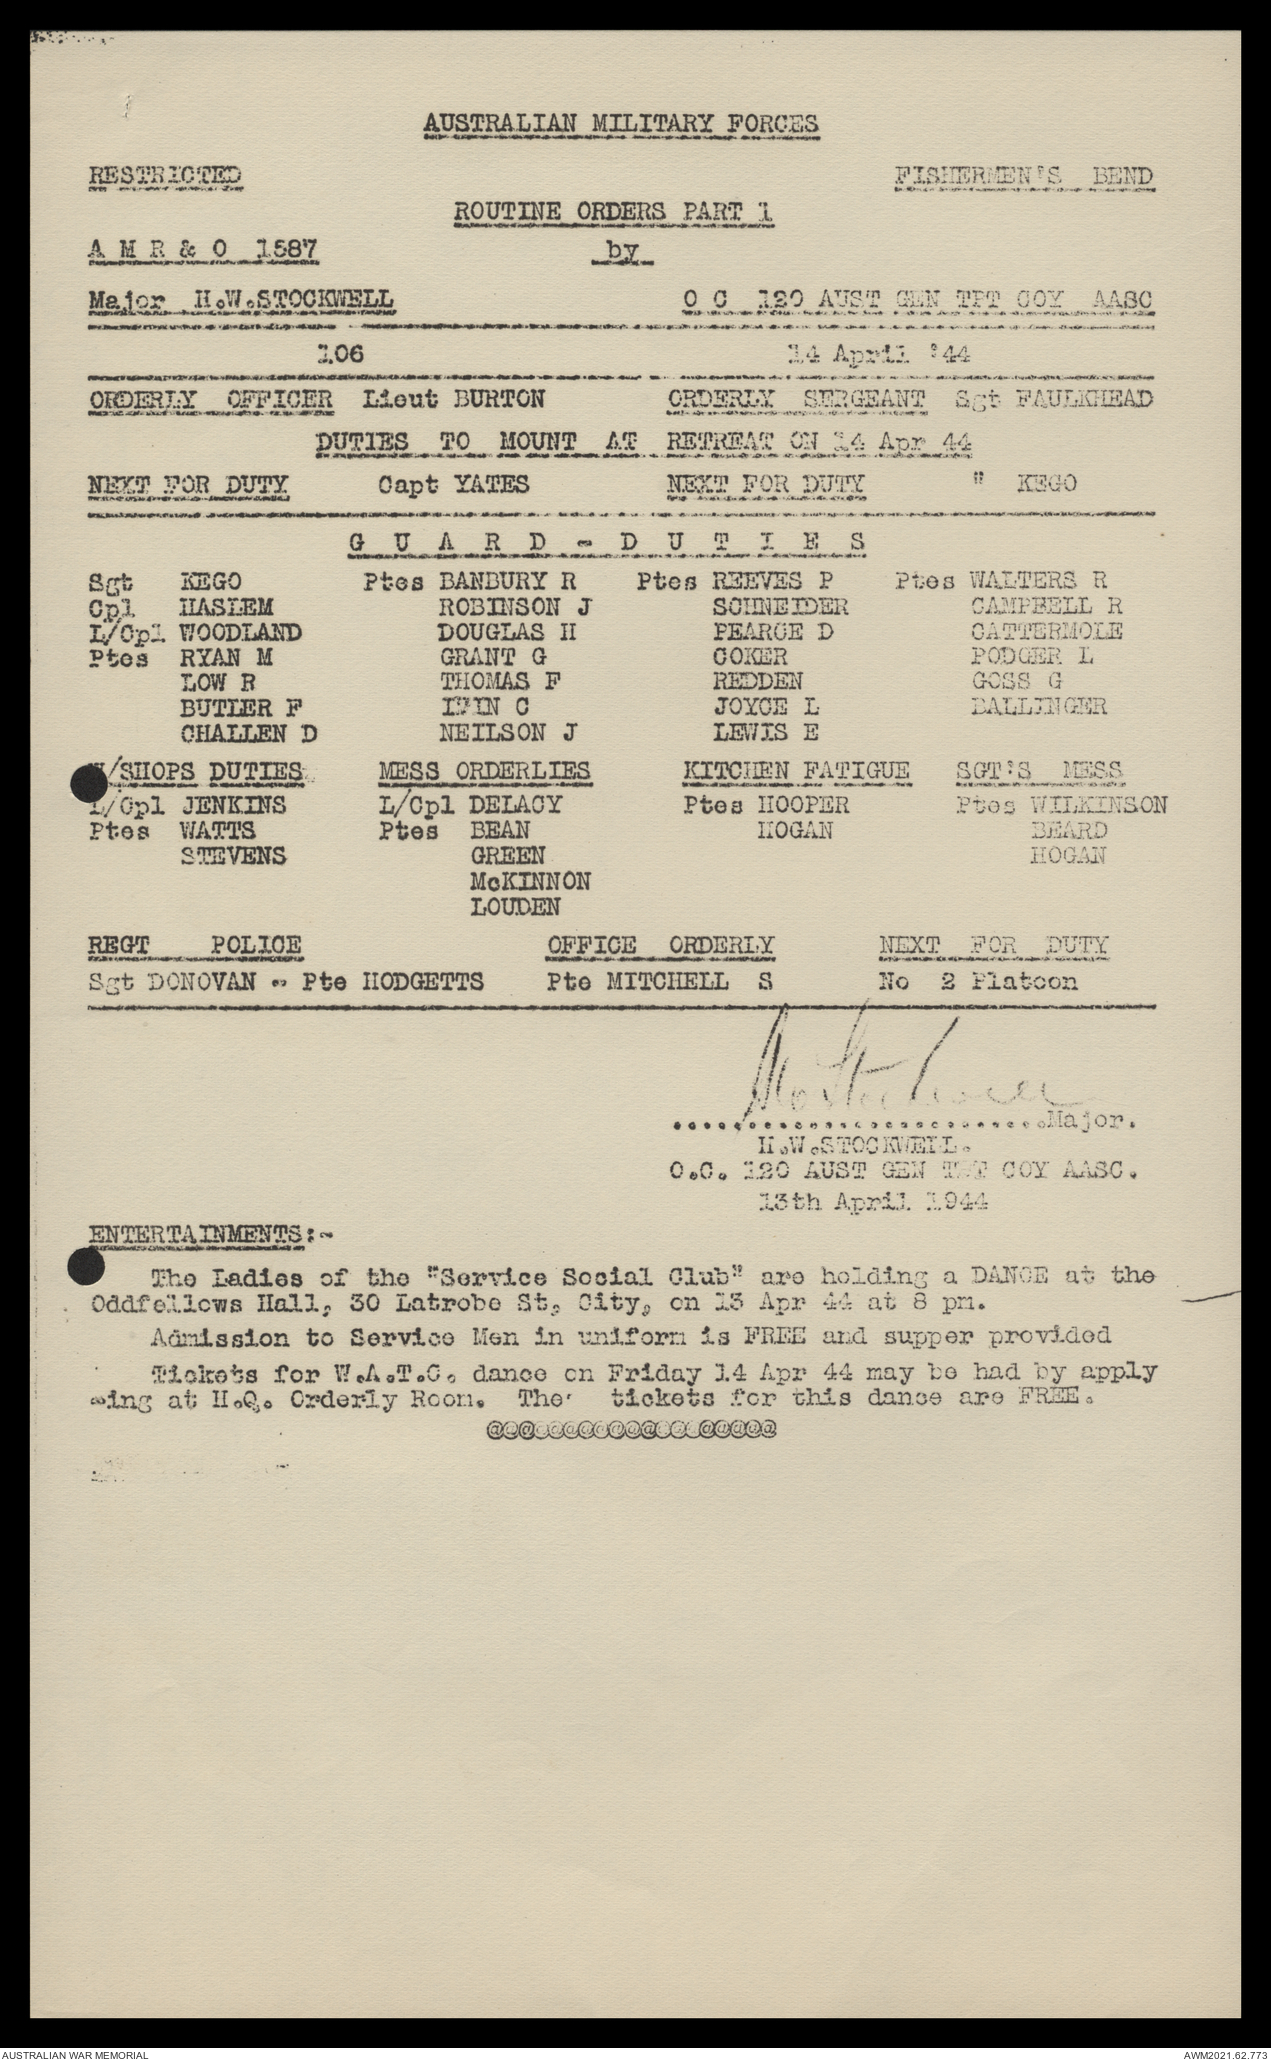 AUSTRALIAN MILITARY FORCES
RESTRICTED FISHERMEN'S BEND
ROUTINE ORDERS PART 1
A M R & O 1587 by
Major H.W.STOCKWELL O C 120 AUST GEN TPT COY AASC
106 14 April '44
ORDERLY OFFICER Lieut BURTON ORDERLY SERGEANT Sgt FAULKHEAD
DUTIES TO MOUNT AT RETREAT ON 14 Apr 44
NEXT FOR DUTY Capt YATES NEXT FOR DUTY " KEGO
G U A R D - D U T I E S
Sgt KEGO Ptes BANBURY R Ptes REEVES P Ptes WALTERS R
Cpl HASLEM ROBINSON J SCHNEIDER CAMPBELL R
L/Cpl WOODLAND DOUGLAS H PEARCE D CATTERMOLE
Ptes RYAN M GRANT G COKER PODGER L
LOW R THOMAS F REDDEN GOSS G
BUTLER F C JOYCE L BALLINGER
CHALLEN D NEILSON J LEWIS E
W/SHOPS DUTIES MESS ORDERLIES KITCHEN FATIGUE SGT'S MESS
L/Cpl JENKINS L/Cpl DELACY Ptes HOOPER Ptes WILKINSON
Ptes WATTS Ptes BEAN HOGAN BEARD
STEVENS GREEN HOGAN
McKINNON
LOUDEN
REGT POLICE OFFICE ORDERLY NEXT FOR DUTY
Sgt DONOVAN - Pte HODGETTS Pte MITCHELL S No 2 Platoon
HW Stockwell
.........................Major.
H.W.STOCKWELL.
O.C. 120 AUST GEN TPT COY AASC.
13th April 1944
ENTERTAINMENTS:-
The Ladies of the "Service Social Club" are holding a DANCE at the
Oddfellows Hall, 30 Latrobe St, City, on 13 Apr 44 at 8 pm.
Admission to Service Men in uniform is FREE and supper provided
Tickets for W.A.T.C. dance on Friday 14 Apr 44 may be had by apply
-ing at H.Q. Orderly Room. The tickets for this dance are FREE.
@@@@@@@@@@@@@@@@@@@
AUSTRALIAN WAR MEMORIAL AWM2021.62.773